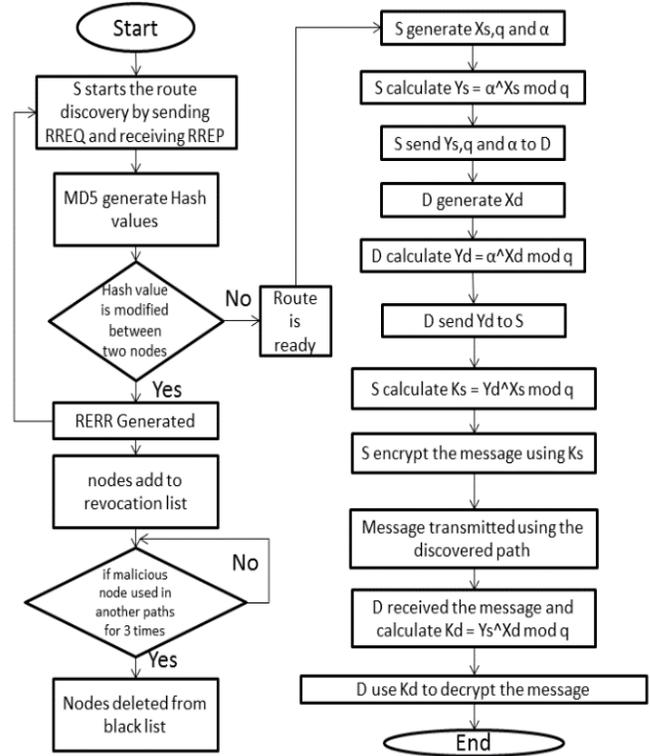 Start
S starts the route
discovery by sending
RREQ and receiving RREP
MD5 generate Hash
values
Hash value
is modified
between
two nodes
No
Route
is
ready
Yes
RERR Generated
nodes add to
revocation list
No
if malicious
node used in
another paths
for 3 times
Yes
Nodes deleted from
black list
S generate Xs,q and α
S calculate Ys = α^Xs mod q
S send Ys,q and α to D
D generate Xd
D calculate Yd = α^Xd mod q
D send Yd to S
S calculate Ks = Yd^Xs mod q
S encrypt the message using Ks
Message transmitted using the
discovered path
D received the message and
calculate Kd = Ys^Xd mod q
D use Kd to decrypt the message
End